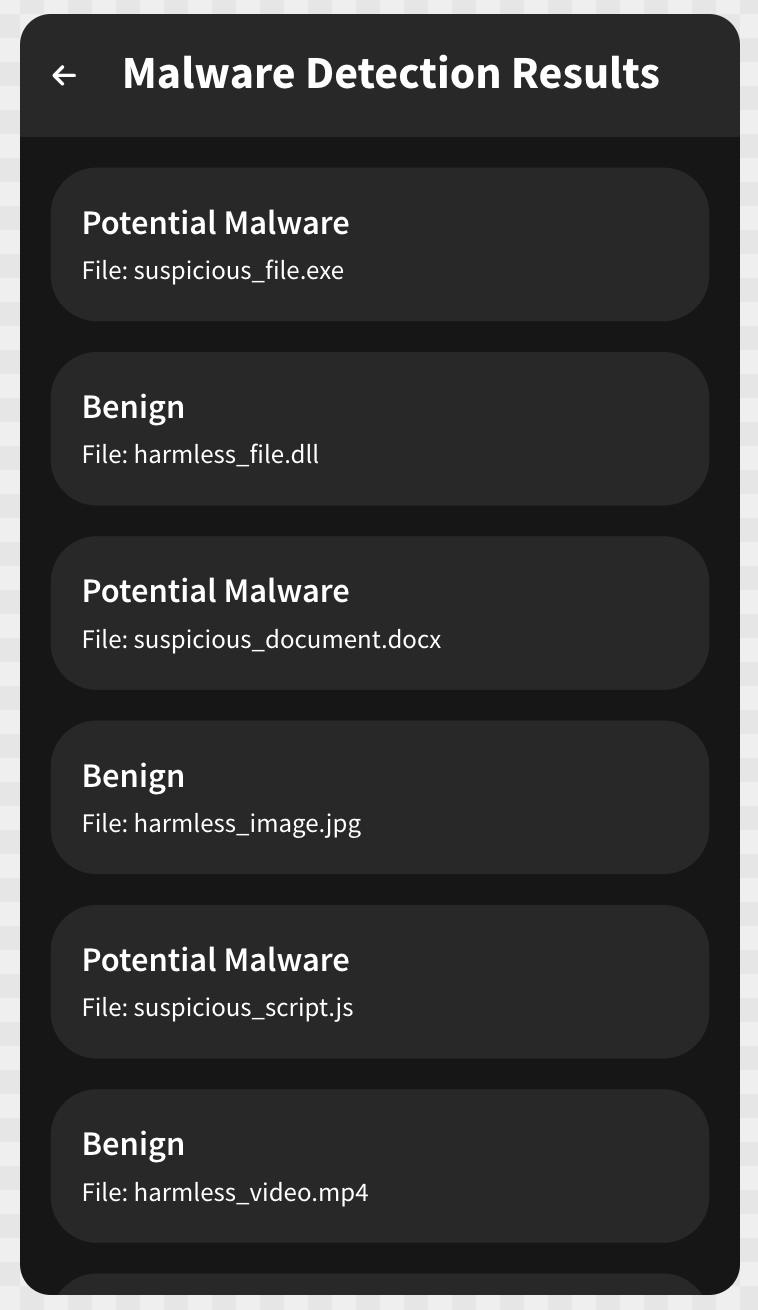 Malware Detection Results
Potential Malware
File: suspicious_file.exe
Benign
File: harmless_file.dll
Potential Malware
File: suspicious_document.docx
Benign
File: harmless_image.jpg
Potential Malware
File: suspicious_script.js
Benign
File: harmless_video.mp4